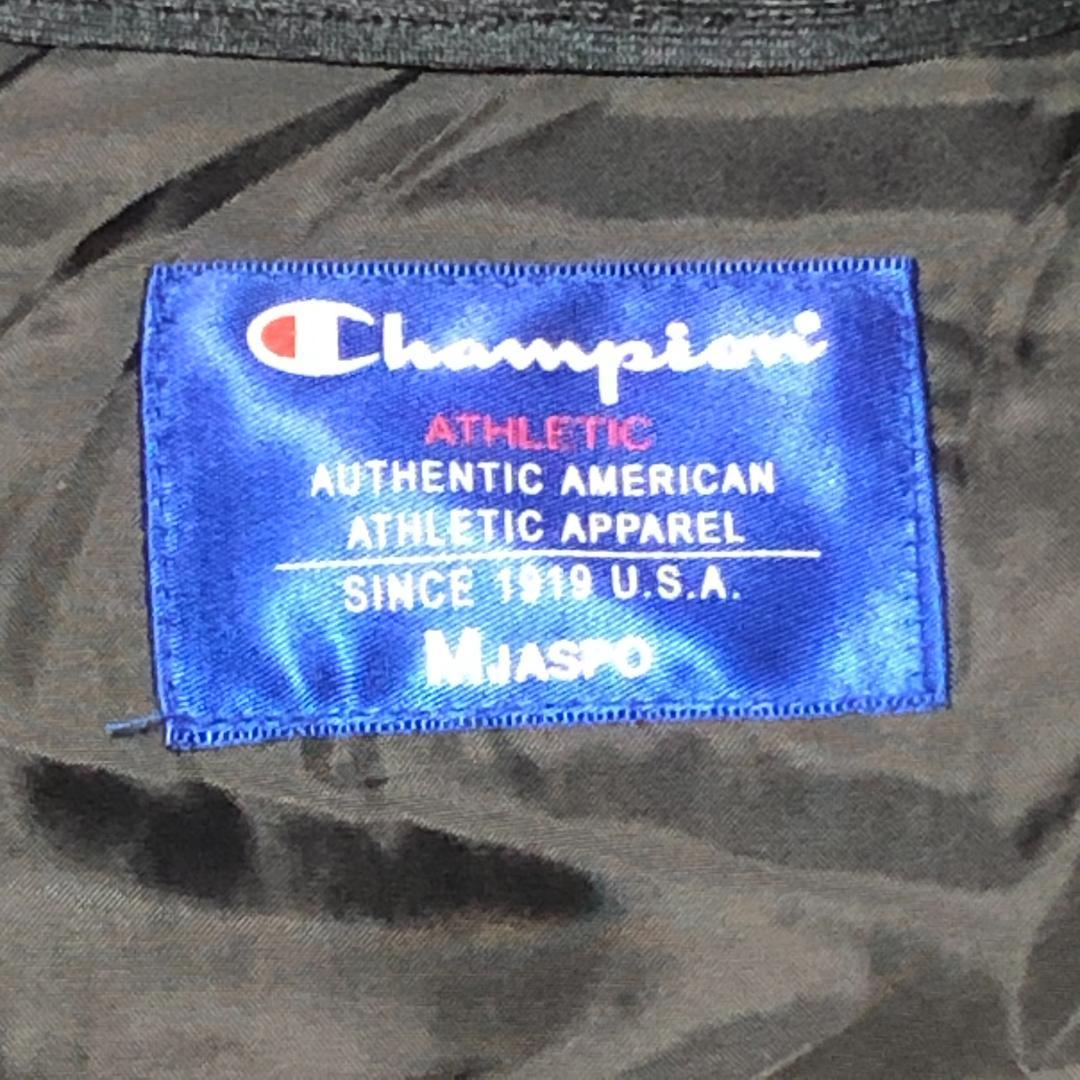 Champion
ATHLETIC
AUTHENTIC AMERICAN
ATHLETIC APPAREL
SINCE 1919 U.S.A.
MJASPO